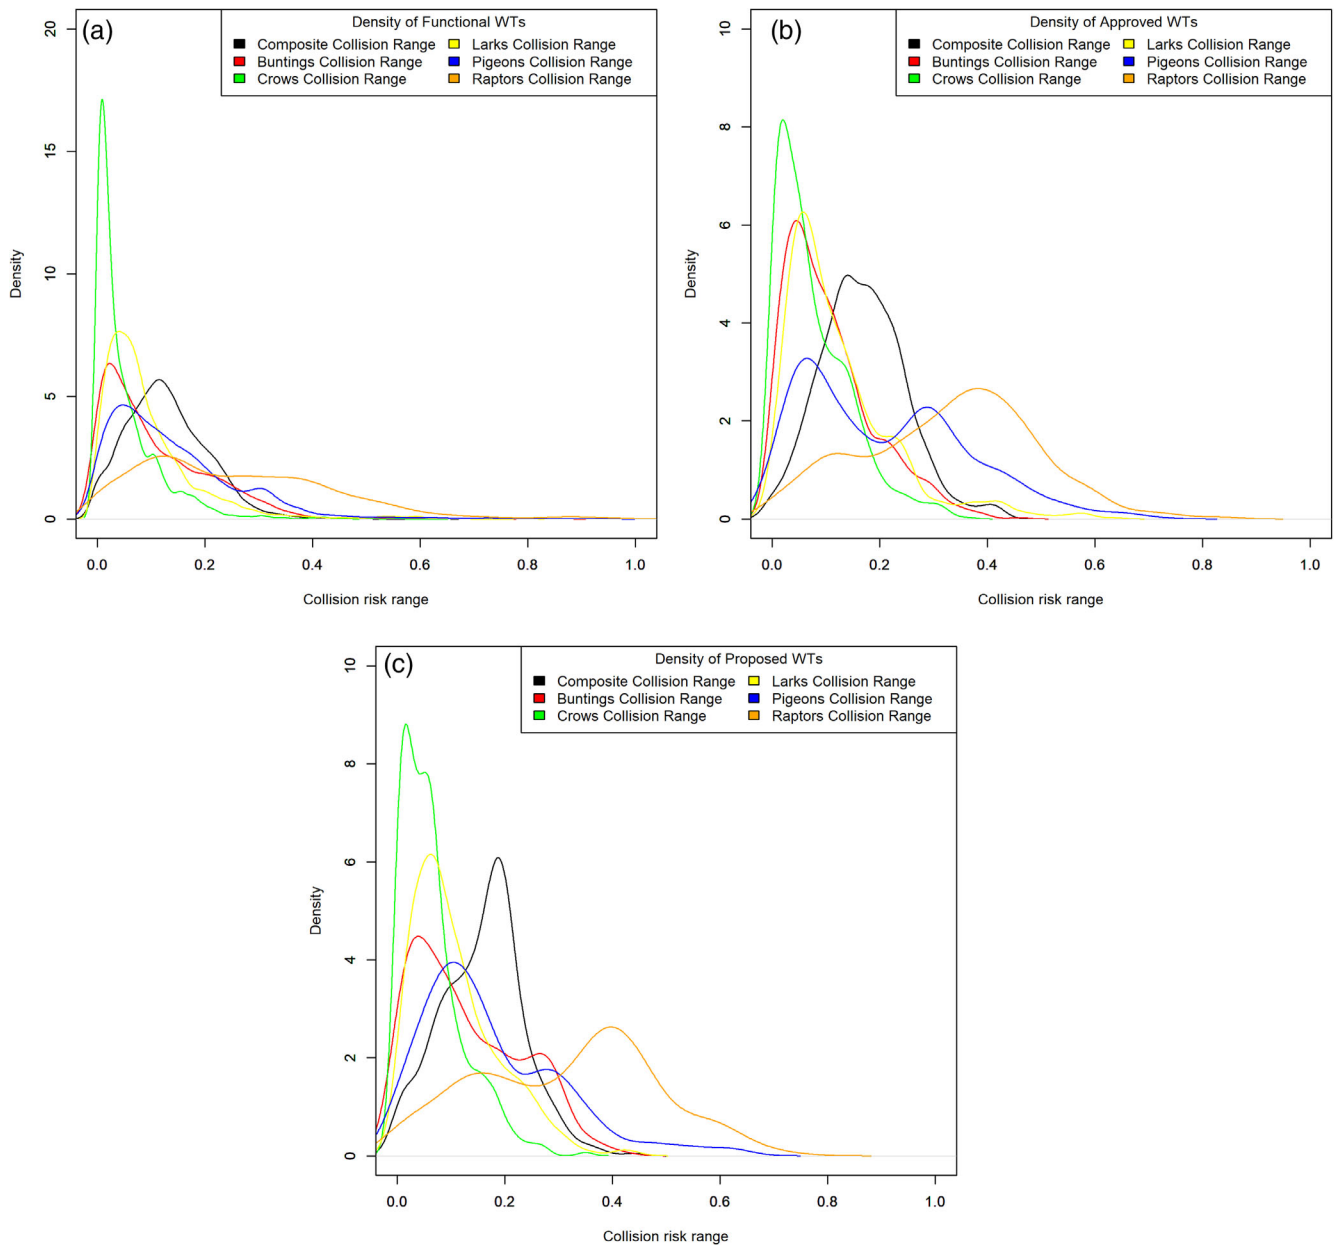 (a)
Density of Functional WTs
Composite Collision Range Larks Collision Range
Buntings Collision Range Pigeons Collision Range
Crows Collision Range Raptors Collision Range
20
15
10
5
0
Density
0.0 0.2 0.4 0.6 0.8 1.0
Collision risk range
(b)
Density of Approved WTs
Composite Collision Range Larks Collision Range
Buntings Collision Range Pigeons Collision Range
Crows Collision Range Raptors Collision Range
10
8
6
4
2
0
Density
0.0 0.2 0.4 0.6 0.8 1.0
Collision risk range
(c)
Density of Proposed WTs
Composite Collision Range Larks Collision Range
Buntings Collision Range Pigeons Collision Range
Crows Collision Range Raptors Collision Range
10
8
6
4
2
0
Density
0.0 0.2 0.4 0.6 0.8 1.0
Collision risk range